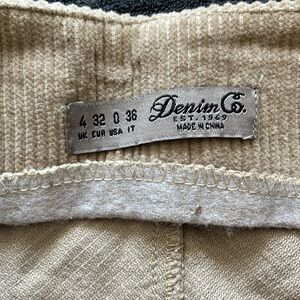 4 32 0 36
UK EUR USA IT
Denim Co.
EST. 1969
MADE IN CHINA